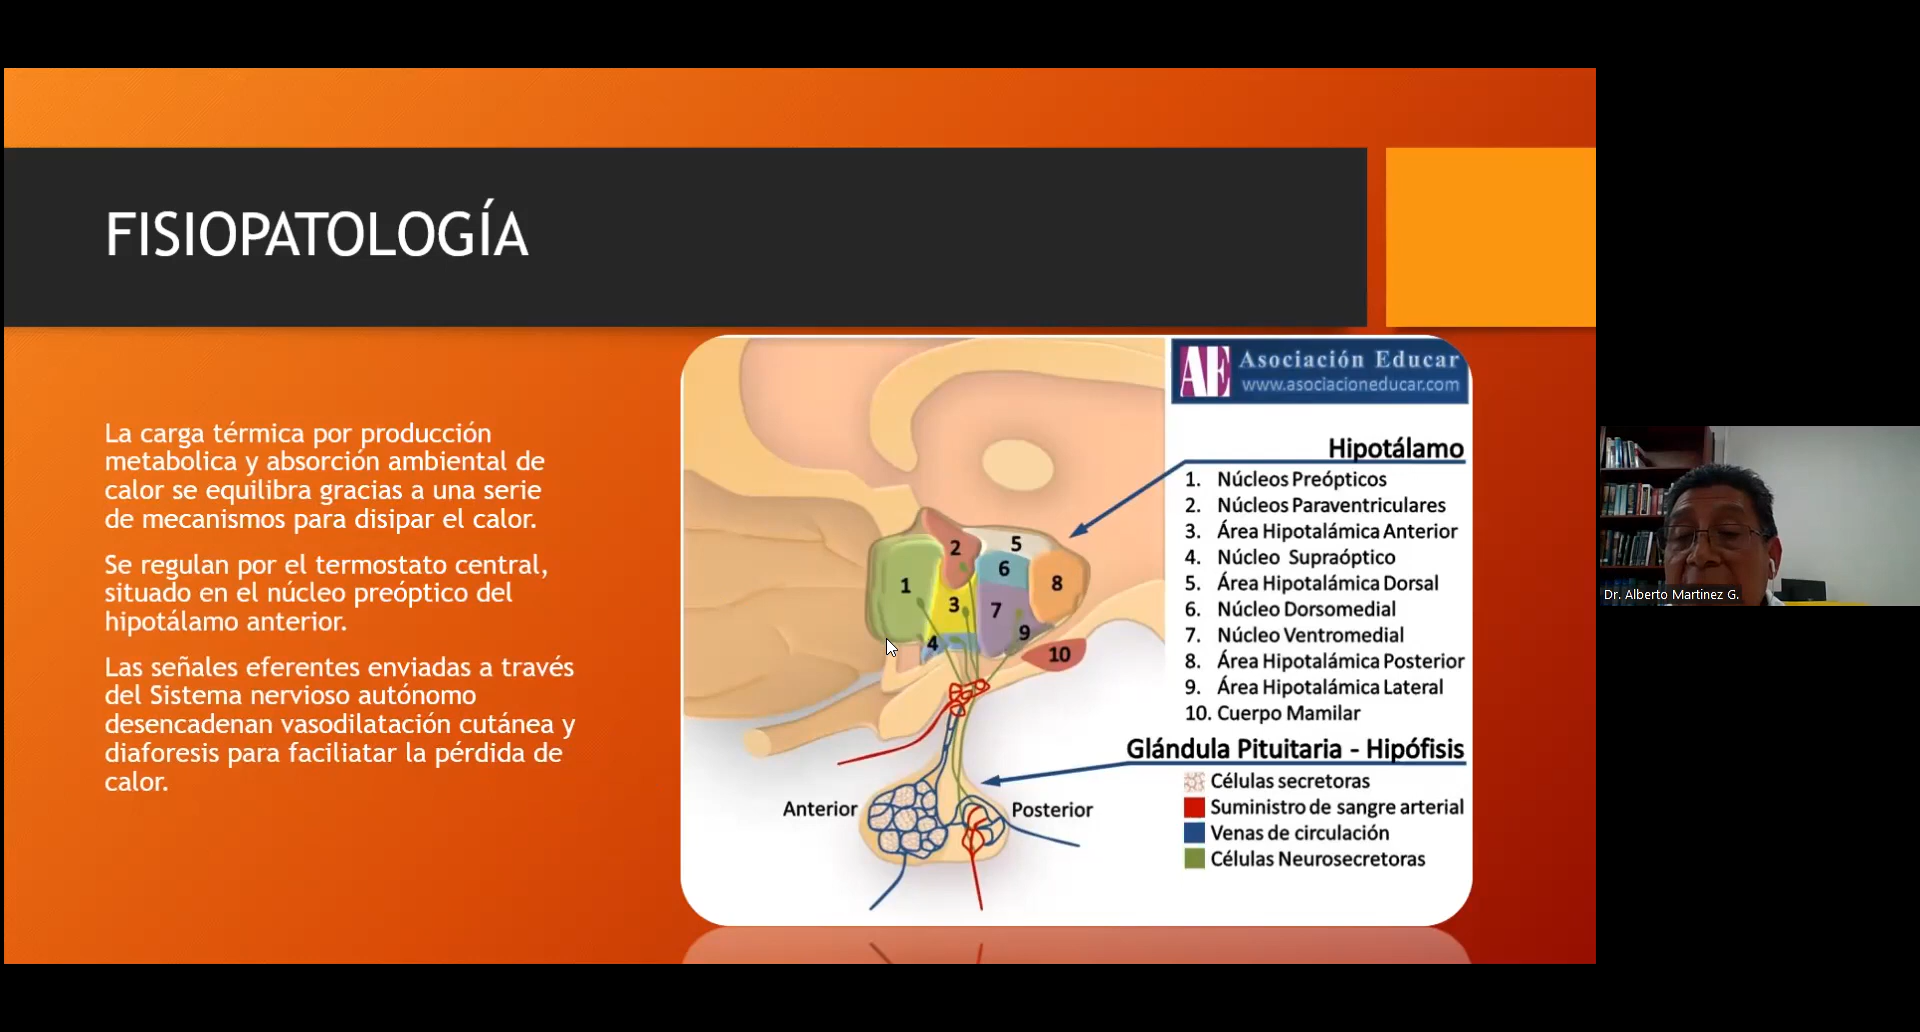 FISIOPATOLOGÍA
La carga térmica por producción
metabolica y absorción ambiental de
calor se equilibra gracias a una serie
de mecanismos para disipar el calor.
Se regulan por el termostato central,
situado en el núcleo preóptico del
hipotálamo anterior.
Las señales eferentes enviadas a través
del Sistema nervioso autónomo
desencadenan vasodilatación cutánea y
diaforesis para faciliatar la pérdida de
calor.
AE Asociación Educar
www.asociacioneducar.com
Hipotálamo
1. Núcleos Preópticos
2. Núcleos Paraventriculares
3. Área Hipotalámica Anterior
4. Núcleo Supraóptico
5. Área Hipotalámica Dorsal
6. Núcleo Dorsomedial
7. Núcleo Ventromedial
8. Área Hipotalámica Posterior
9. Área Hipotalámica Lateral
10. Cuerpo Mamilar
Glándula Pituitaria - Hipófisis
Células secretoras
Suministro de sangre arterial
Venas de circulación
Células Neurosecretoras
1
2
3
4
5
6
7
8
9
10
Anterior
Posterior
Dr. Alberto Martinez G.